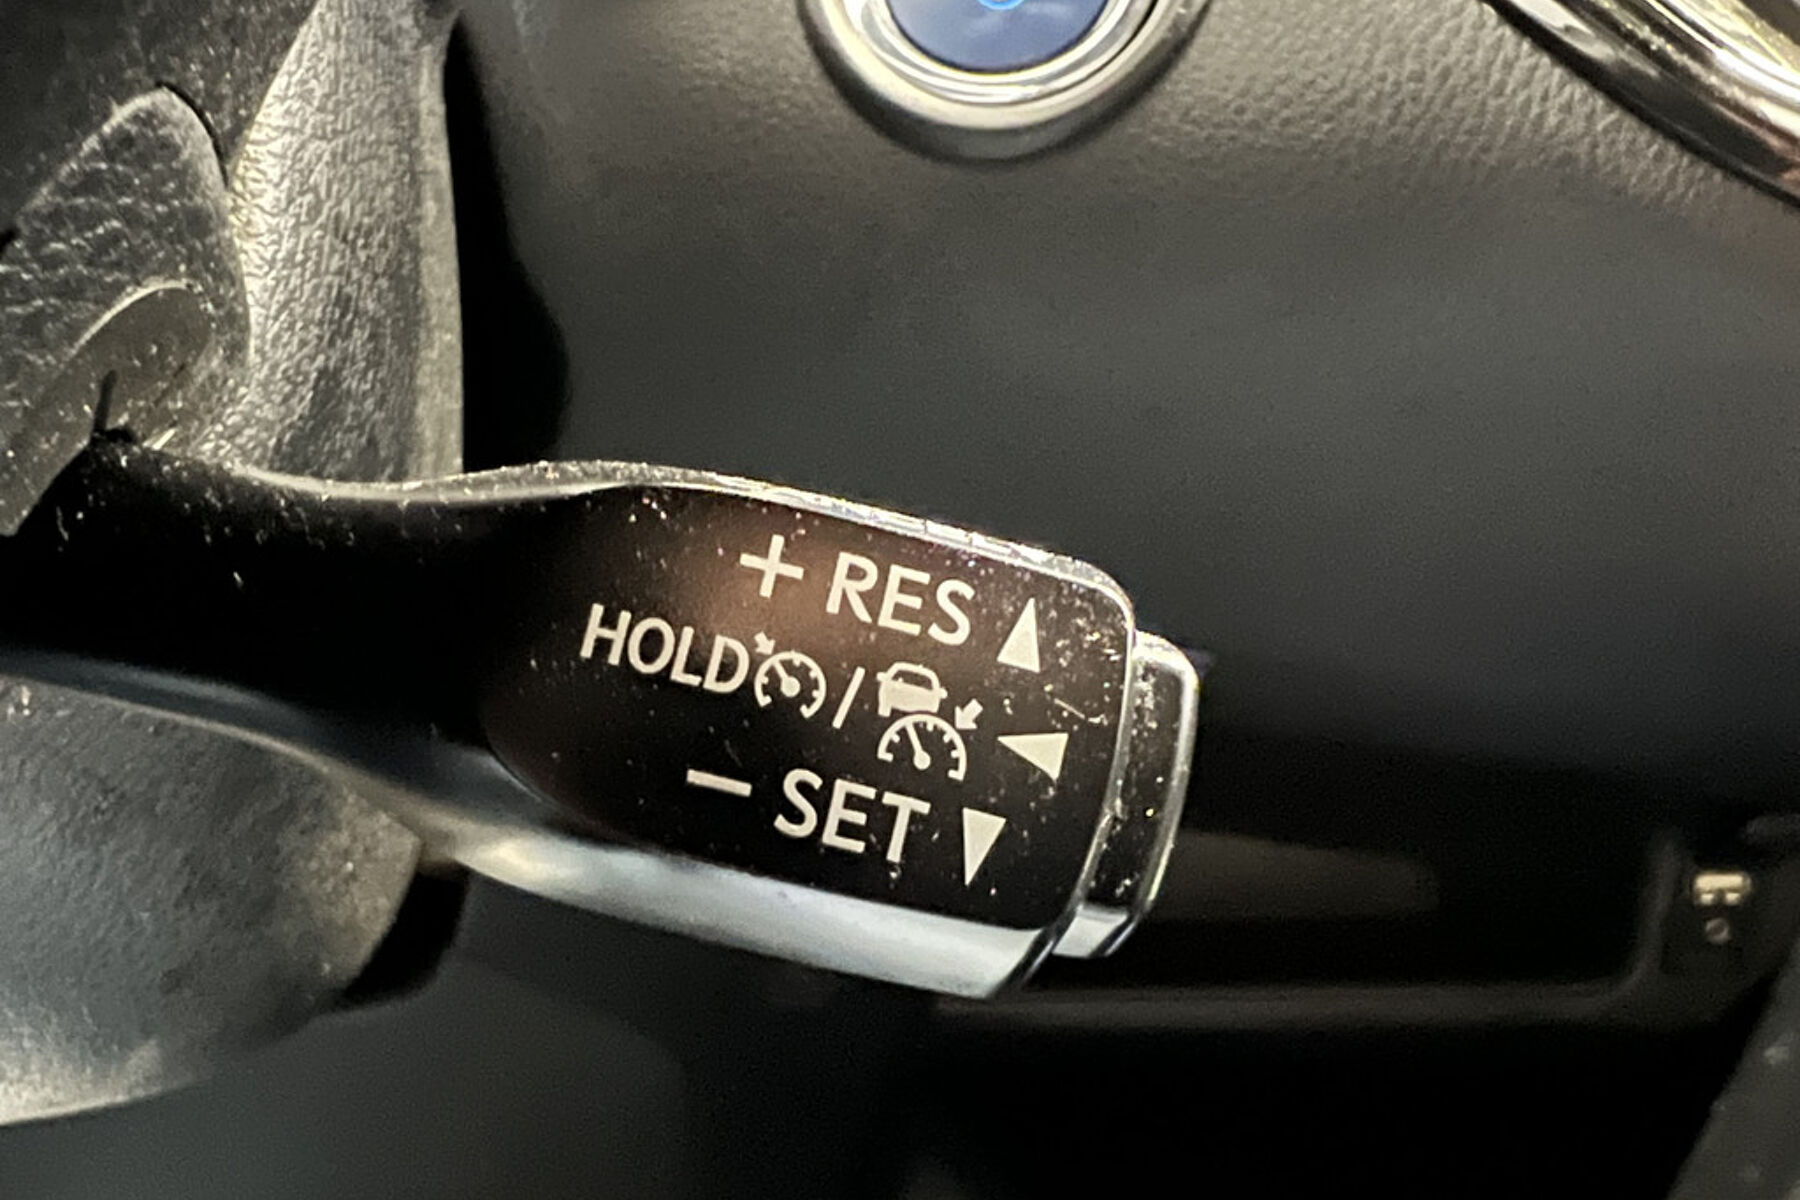 + RES
HOLD /
− SET